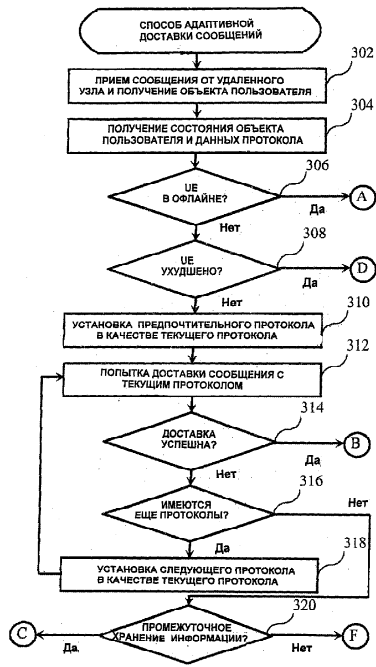 СПОСОБ АДАПТИВНОЙ
ДОСТАВКИ СООБЩЕНИЙ
302
ПРИЕМ СООБЩЕНИЯ ОТ УДАЛЕННОГО
УЗЛА И ПОЛУЧЕНИЕ ОБЪЕКТА ПОЛЬЗОВАТЕЛЯ
304
ПОЛУЧЕНИЕ СОСТОЯНИЯ ОБЪЕКТА
ПОЛЬЗОВАТЕЛЯ И ДАННЫХ ПРОТОКОЛА
306
UE
В ОФЛАЙНЕ?
A
Да
Нет
308
UE
УХУДШЕНО?
D
Да
Нет
310
УСТАНОВКА ПРЕДПОЧТИТЕЛЬНОГО ПРОТОКОЛА
В КАЧЕСТВЕ ТЕКУЩЕГО ПРОТОКОЛА
312
ПОПЫТКА ДОСТАВКИ СООБЩЕНИЯ С
ТЕКУЩИМ ПРОТОКОЛОМ
314
ДОСТАВКА
УСПЕШНА?
B
Да
Нет
316
ИМЕЮТСЯ
ЕЩЕ ПРОТОКОЛЫ?
Нет
Да
318
УСТАНОВКА СЛЕДУЮЩЕГО ПРОТОКОЛА
В КАЧЕСТВЕ ТЕКУЩЕГО ПРОТОКОЛА
320
ПРОМЕЖУТОЧНОЕ
ХРАНЕНИЕ ИНФОРМАЦИИ?
C
F
Да
Нет